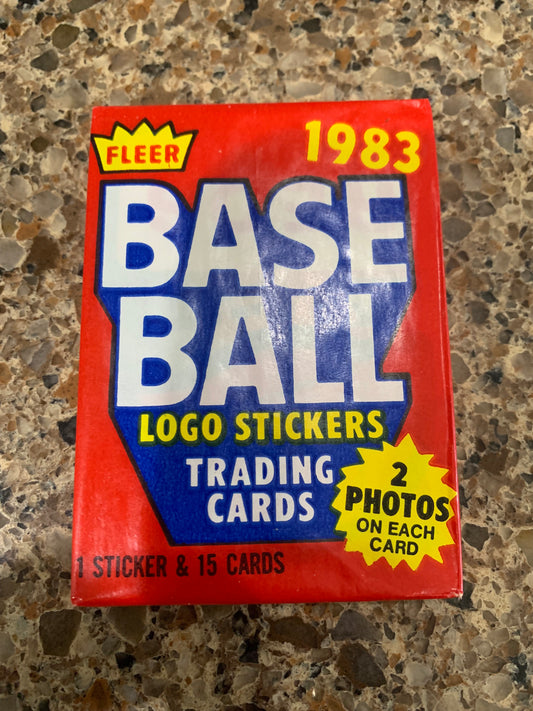 FLEER
1983
BASE
BALL
LOGO STICKERS
TRADING
CARDS
2
PHOTOS
ON EACH
CARD
1 STICKER & 15 CARDS